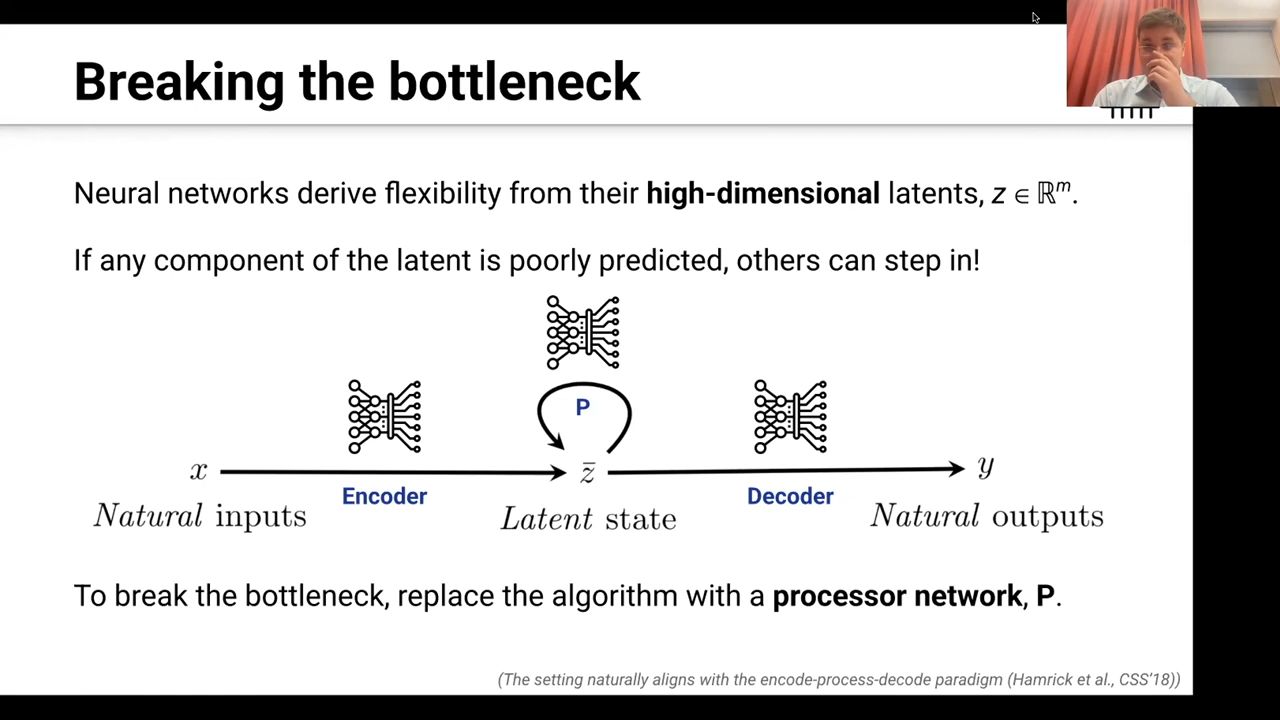 Breaking the bottleneck
Neural networks derive flexibility from their high-dimensional latents, z ∈ ℝᵐ.
If any component of the latent is poorly predicted, others can step in!
P
x
z̄
y
Encoder
Decoder
Natural inputs
Latent state
Natural outputs
To break the bottleneck, replace the algorithm with a processor network, P.
(The setting naturally aligns with the encode-process-decode paradigm (Hamrick et al., CSS'18))